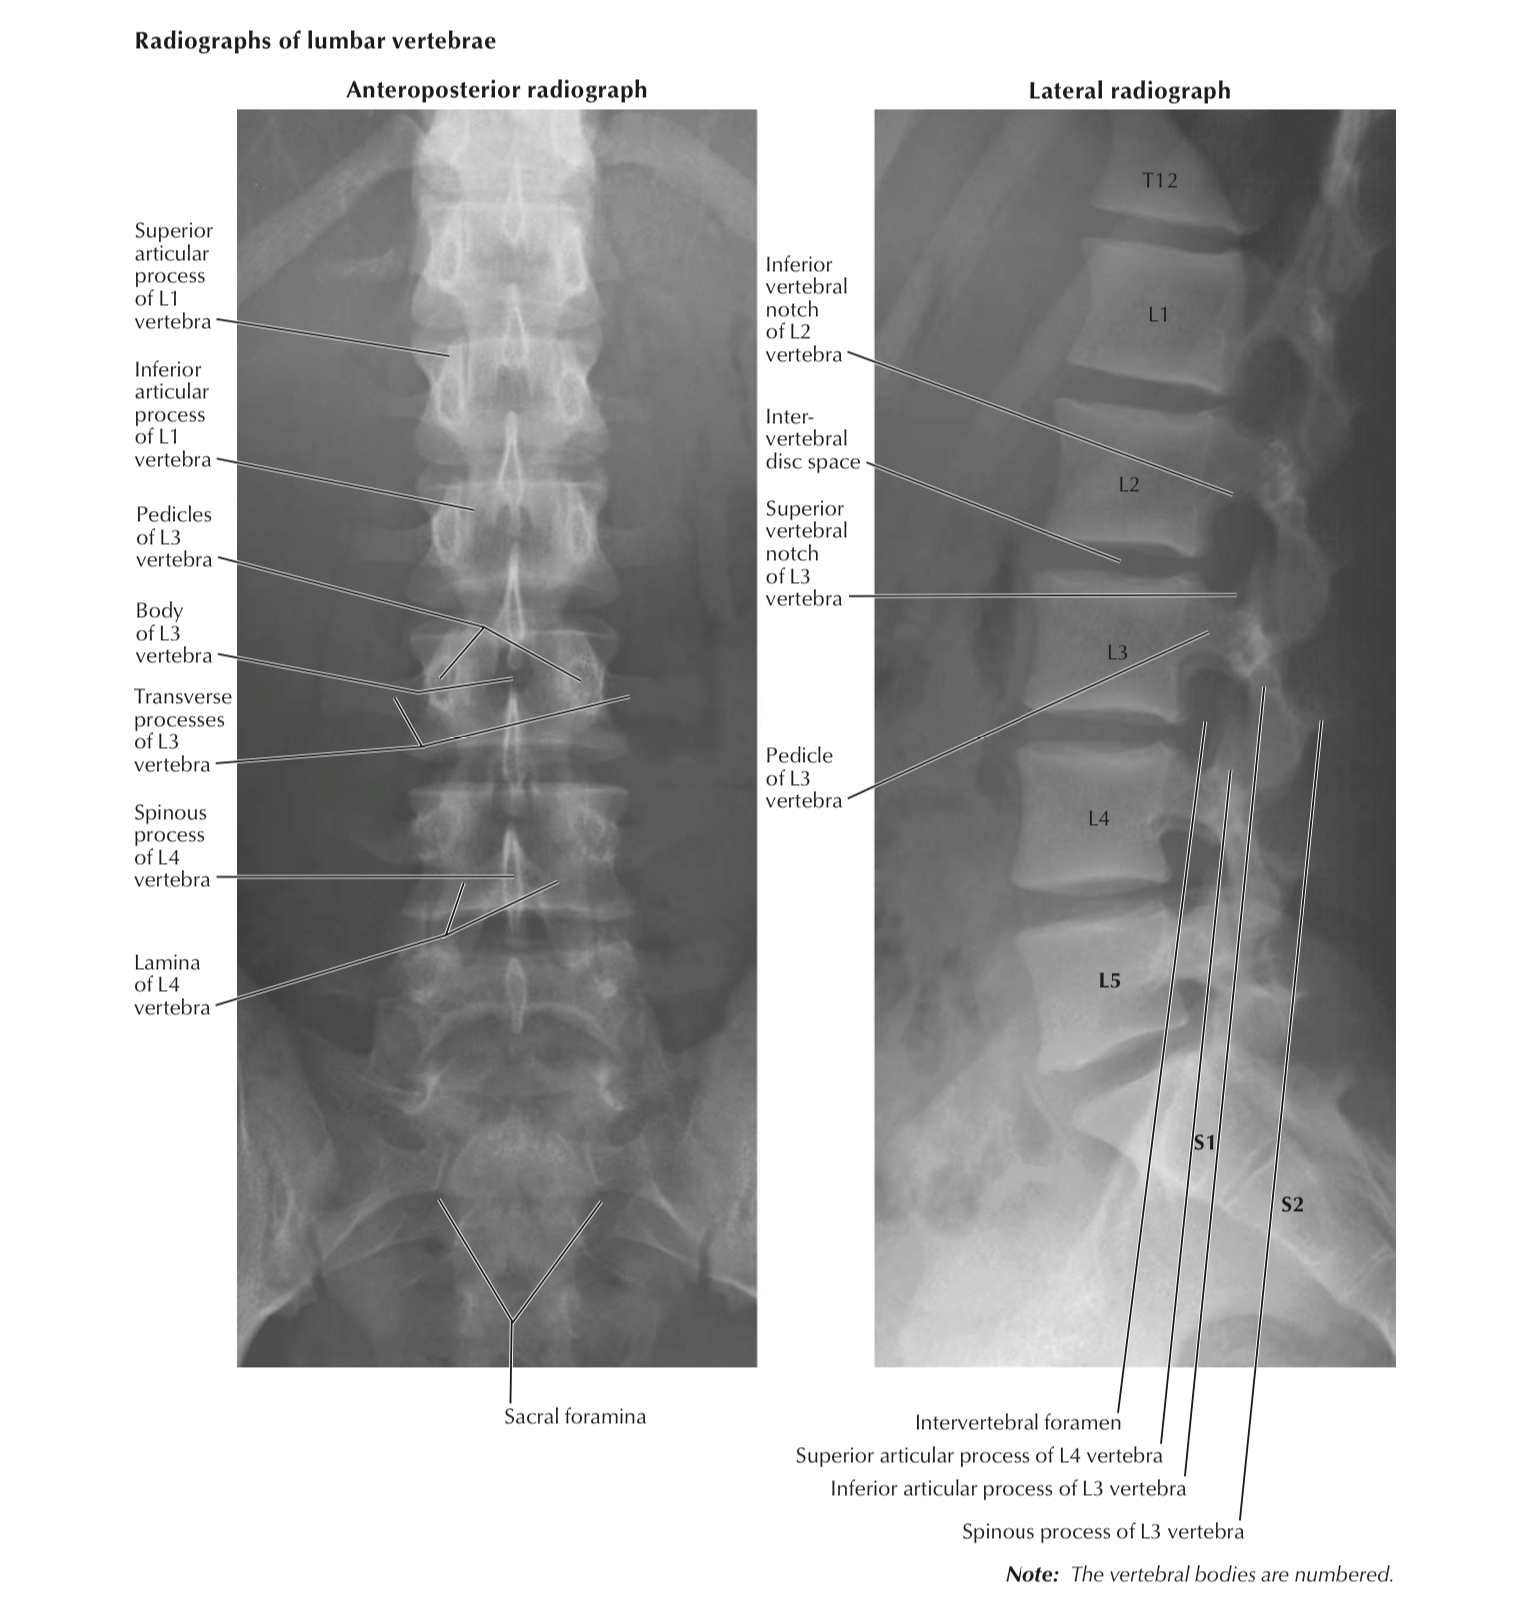 Radiographs of lumbar vertebrae
Anteroposterior radiograph
Superior
articular
process
of L1
vertebra
Inferior
articular
process
of L1
vertebra
Pedicles
of L3
vertebra
Body
of L3
vertebra
Transverse
processes
of L3
vertebra
Spinous
process
of L4
vertebra
Lamina
of L4
vertebra
Sacral foramina
Lateral radiograph
Inferior
vertebral
notch
of L2
vertebra
Inter-
vertebral
disc space
Superior
vertebral
notch
of L3
vertebra
Pedicle
of L3
vertebra
T12
L1
L2
L3
L4
L5
S1
S2
Intervertebral foramen
Superior articular process of L4 vertebra
Inferior articular process of L3 vertebra
Spinous process of L3 vertebra
Note: The vertebral bodies are numbered.